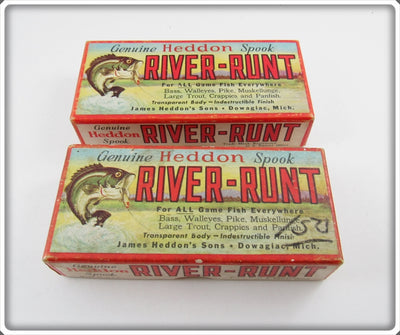 Genuine Heddon Spook
RIVER-RUNT
For ALL Game Fish Everywhere
Bass, Walleyes, Pike, Muskellunge,
Large Trout, Crappies and Panfish.
Transparent Body—Indestructible Finish
James Heddon's Sons - Dowagiac, Mich.
Genuine
Heddon
Spook
RIVER-RUNT
Genuine Heddon Spook
RIVER-RUNT
For ALL Game Fish Everywhere
Bass, Walleyes, Pike, Muskellunge,
Large Trout, Crappies and Panfish.
Transparent Body—Indestructible Finish
James Heddon's Sons - Dowagiac, Mich.
Genuine
Heddon
Spook
RIVER-RUNT